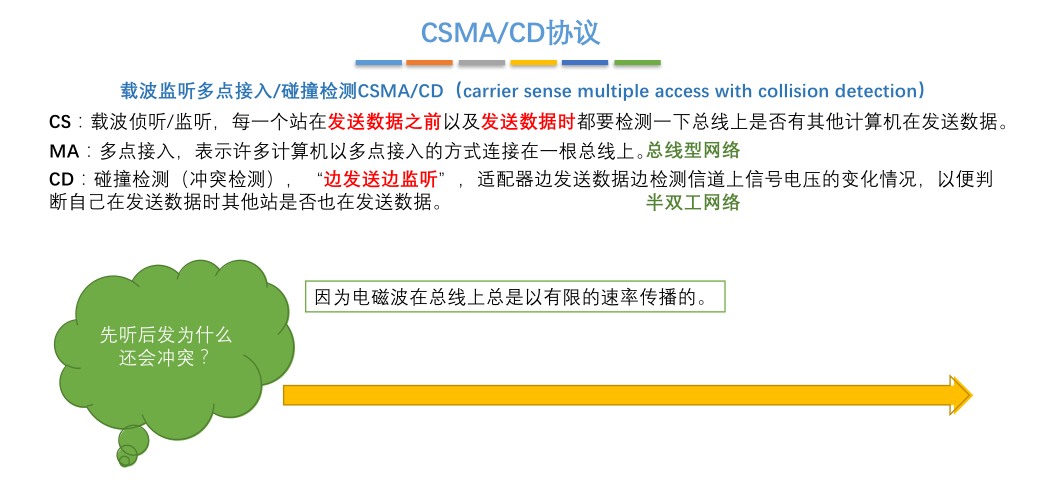 CSMA/CD协议
载波监听多点接入/碰撞检测CSMA/CD（carrier sense multiple access with collision detection）
CS：载波侦听/监听，每一个站在发送数据之前以及发送数据时都要检测一下总线上是否有其他计算机在发送数据。
MA：多点接入，表示许多计算机以多点接入的方式连接在一根总线上。总线型网络
CD：碰撞检测（冲突检测），“边发送边监听”，适配器边发送数据边检测信道上信号电压的变化情况，以便判
断自己在发送数据时其他站是否也在发送数据。 半双工网络
因为电磁波在总线上总是以有限的速率传播的。
先听后发为什么
还会冲突？